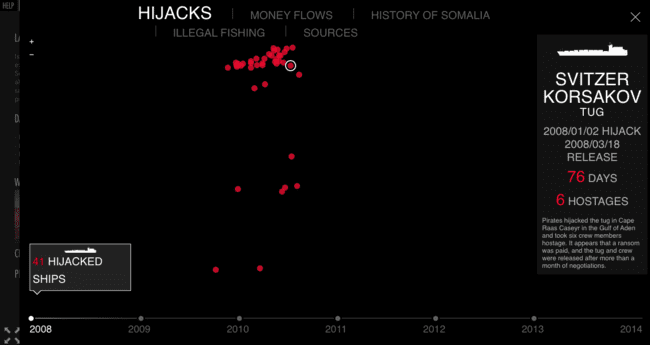 HELP
HIJACKS
MONEY FLOWS
HISTORY OF SOMALIA
ILLEGAL FISHING
SOURCES
+
−
SVITZER
KORSAKOV
TUG
2008/01/02 HIJACK
2008/03/18
RELEASE
76 DAYS
6 HOSTAGES
Pirates hijacked the tug in Cape
Raas Caseyr in the Gulf of Aden
and took six crew members
hostage. It appears that a ransom
was paid, and the tug and crew
were released after more than a
month of negotiations.
41 HIJACKED
SHIPS
2008
2009
2010
2011
2012
2013
2014